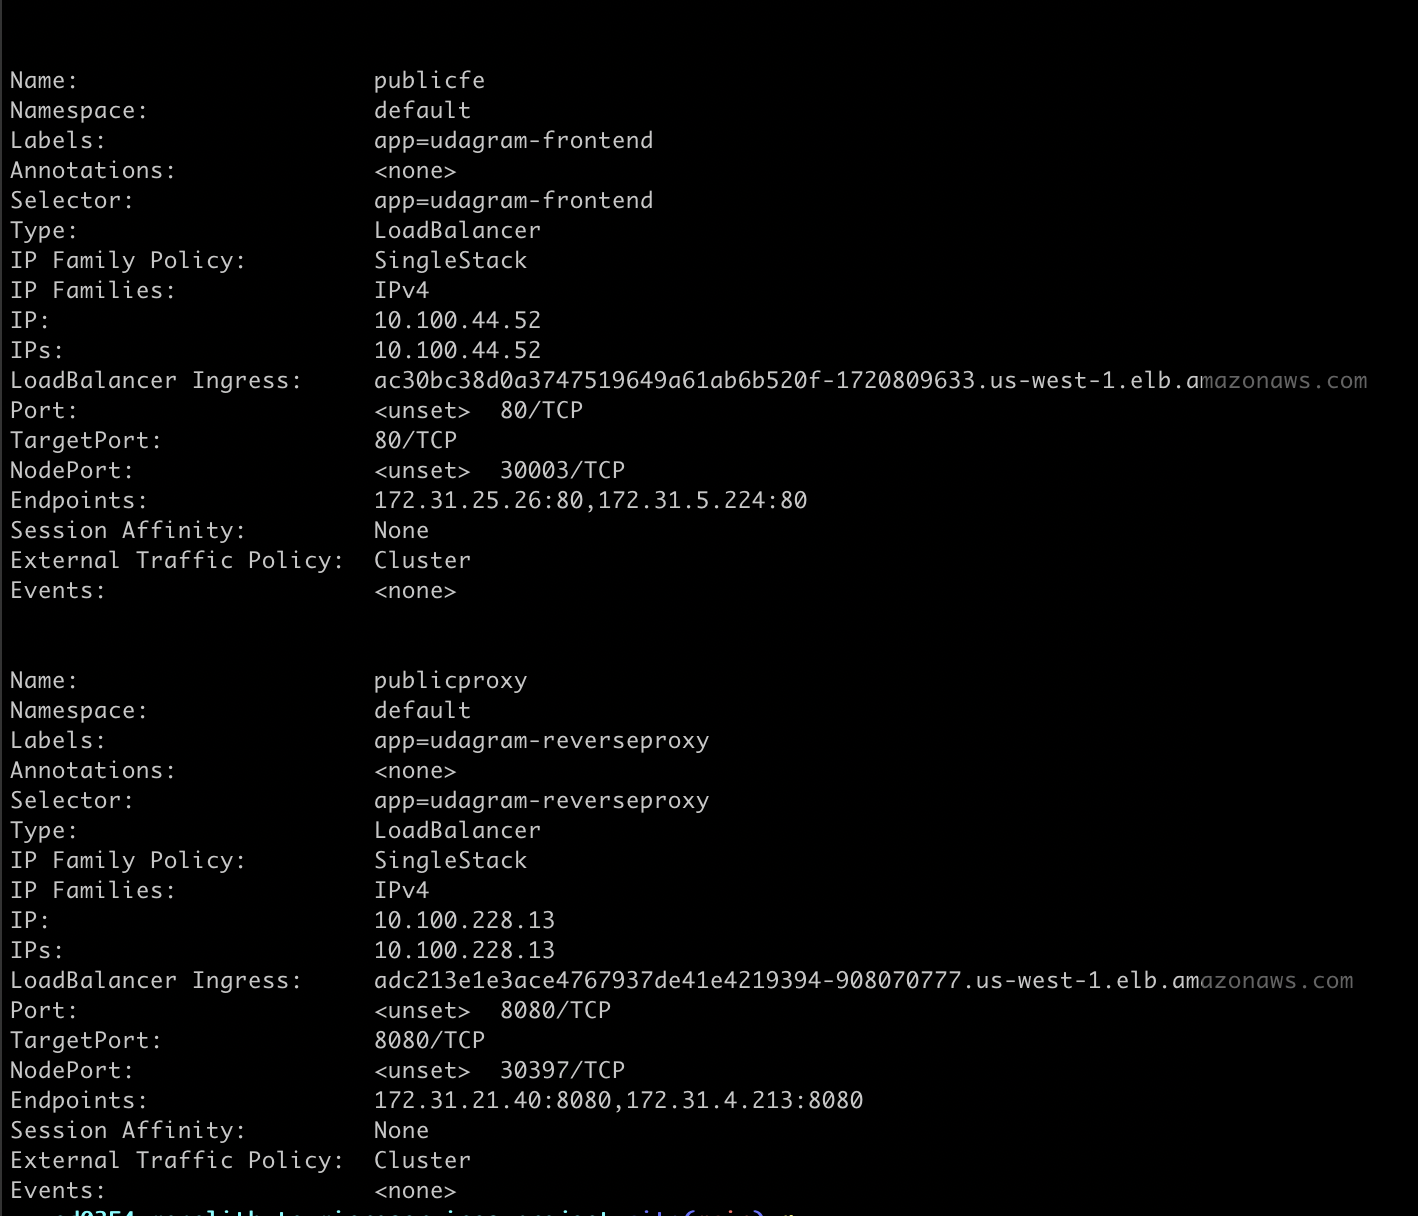 Name: publicfe
Namespace: default
Labels: app=udagram-frontend
Annotations: <none>
Selector: app=udagram-frontend
Type: LoadBalancer
IP Family Policy: SingleStack
IP Families: IPv4
IP: 10.100.44.52
IPs: 10.100.44.52
LoadBalancer Ingress: ac30bc38d0a3747519649a61ab6b520f-1720809633.us-west-1.elb.amazonaws.com
Port: <unset> 80/TCP
TargetPort: 80/TCP
NodePort: <unset> 30003/TCP
Endpoints: 172.31.25.26:80,172.31.5.224:80
Session Affinity: None
External Traffic Policy: Cluster
Events: <none>
Name: publicproxy
Namespace: default
Labels: app=udagram-reverseproxy
Annotations: <none>
Selector: app=udagram-reverseproxy
Type: LoadBalancer
IP Family Policy: SingleStack
IP Families: IPv4
IP: 10.100.228.13
IPs: 10.100.228.13
LoadBalancer Ingress: adc213e1e3ace4767937de41e4219394-908070777.us-west-1.elb.amazonaws.com
Port: <unset> 8080/TCP
TargetPort: 8080/TCP
NodePort: <unset> 30397/TCP
Endpoints: 172.31.21.40:8080,172.31.4.213:8080
Session Affinity: None
External Traffic Policy: Cluster
Events: <none>